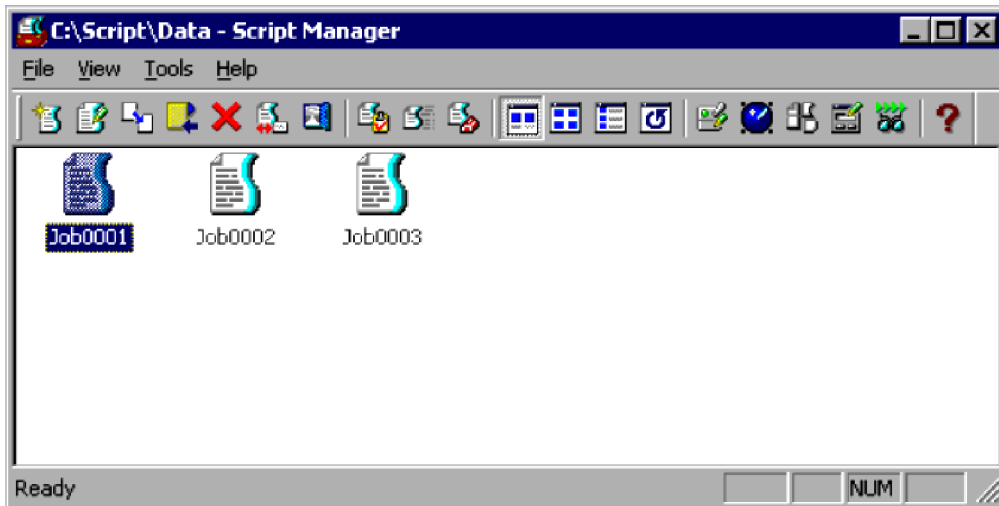 C:\Script\Data - Script Manager
File View Tools Help
Job0001 Job0002 Job0003
Ready NUM